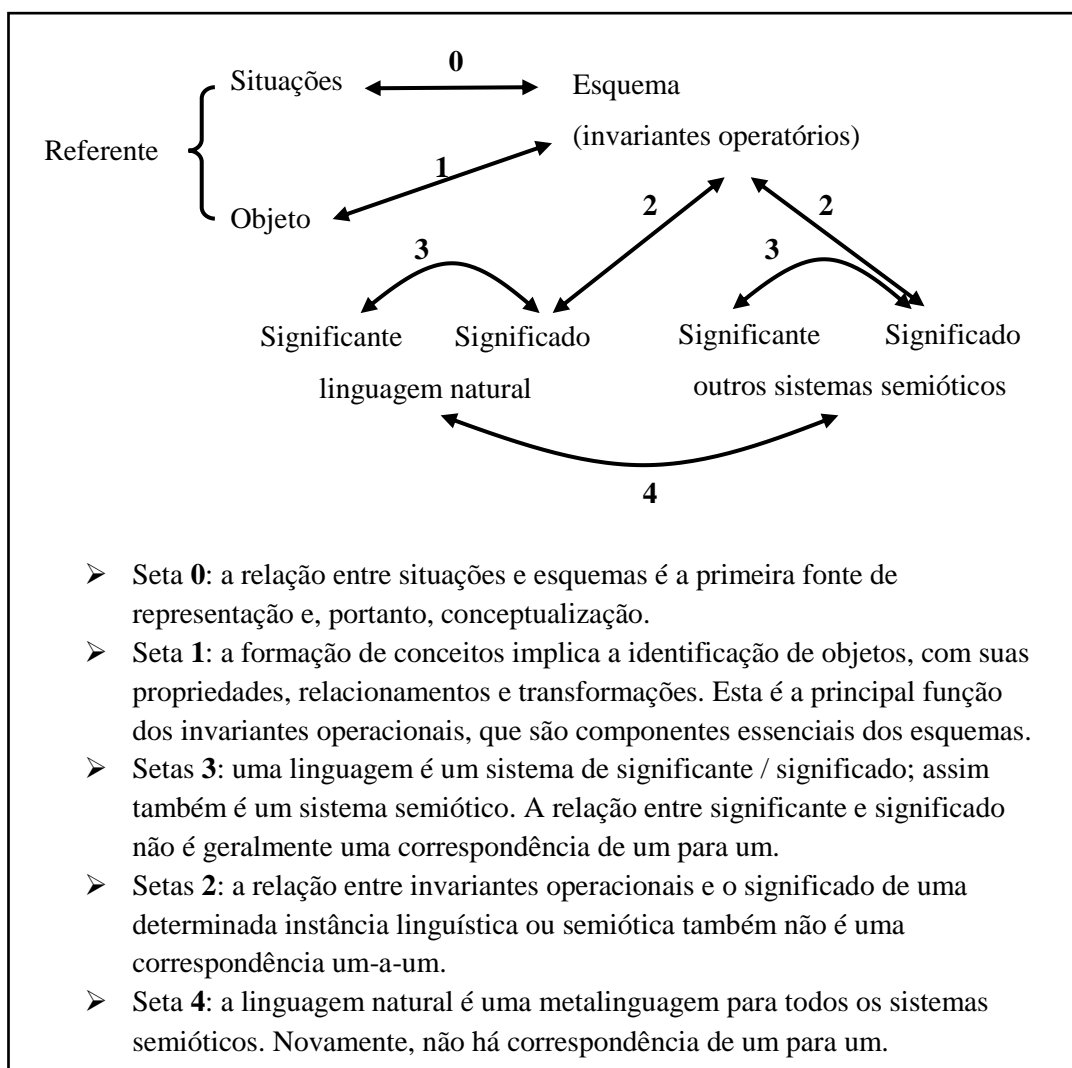 0
Situações
Esquema
(invariantes operatórios)
Referente
1
Objeto
2
2
3
3
Significante Significado
Significante Significado
linguagem natural
outros sistemas semióticos
4
➢ Seta 0: a relação entre situações e esquemas é a primeira fonte de
representação e, portanto, conceptualização.
➢ Seta 1: a formação de conceitos implica a identificação de objetos, com suas
propriedades, relacionamentos e transformações. Esta é a principal função
dos invariantes operacionais, que são componentes essenciais dos esquemas.
➢ Setas 3: uma linguagem é um sistema de significante / significado; assim
também é um sistema semiótico. A relação entre significante e significado
não é geralmente uma correspondência de um para um.
➢ Setas 2: a relação entre invariantes operacionais e o significado de uma
determinada instância linguística ou semiótica também não é uma
correspondência um-a-um.
➢ Seta 4: a linguagem natural é uma metalinguagem para todos os sistemas
semióticos. Novamente, não há correspondência de um para um.